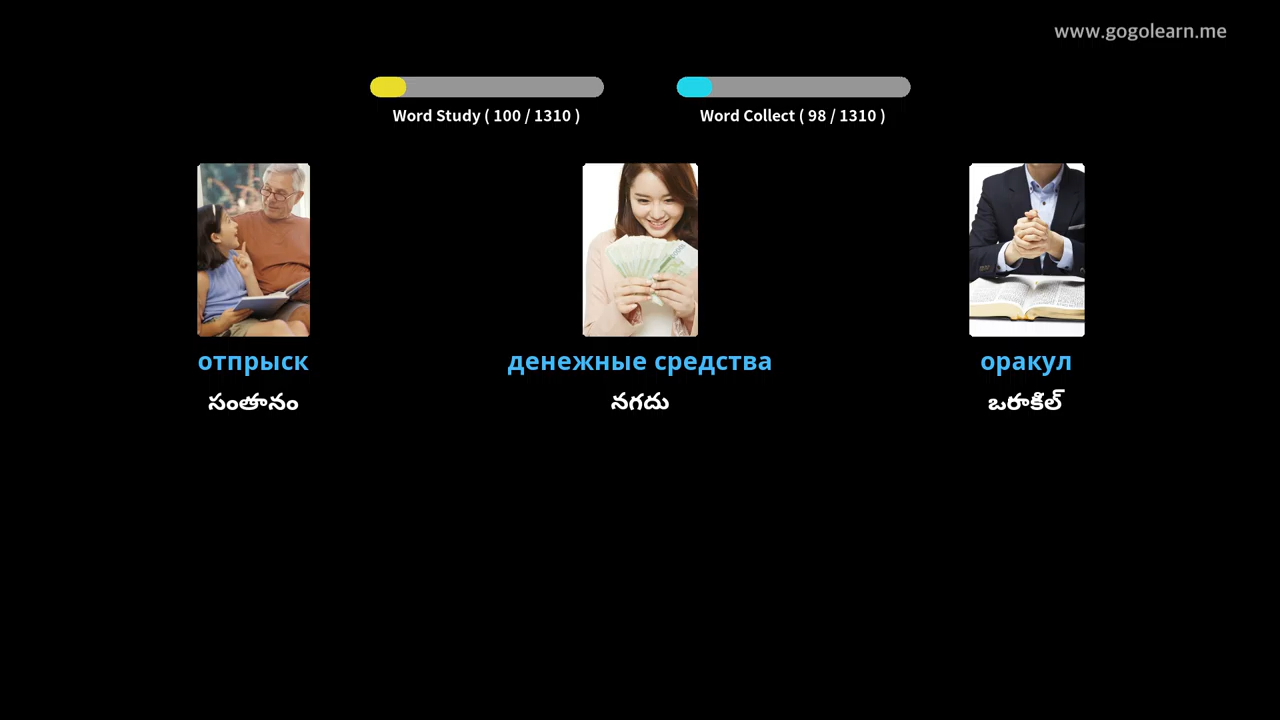 www.gogolearn.me
Word Study ( 100 / 1310 )
Word Collect ( 98 / 1310 )
отпрыск
денежные средства
оракул
సంతానం
నగదు
ఒరాకిల్